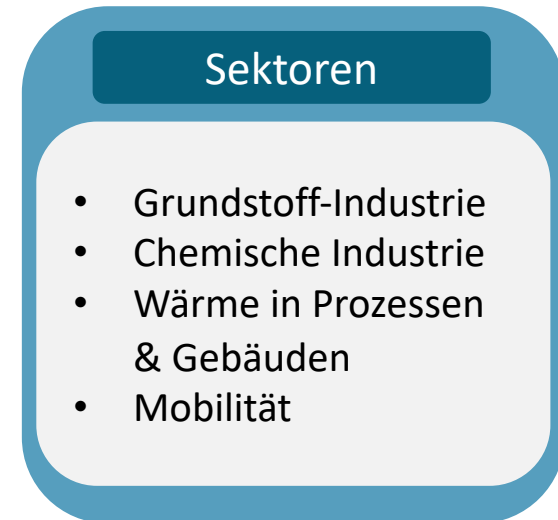 Sektoren
• Grundstoff-Industrie
• Chemische Industrie
• Wärme in Prozessen
& Gebäuden
• Mobilität